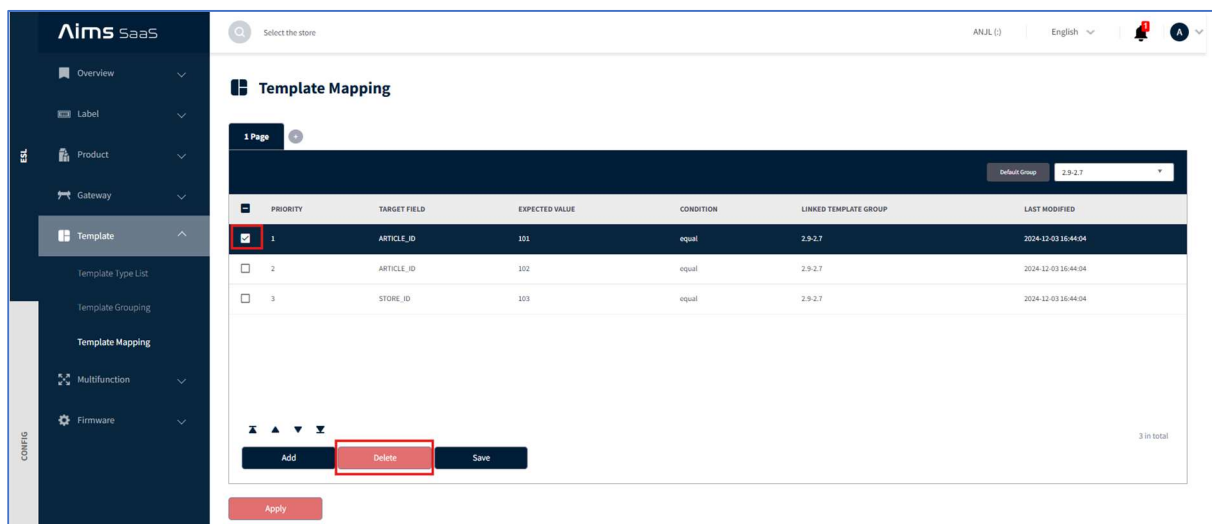 Aims SaaS
Select the store
ANJL (:)
English
1
A
ESL
CONFIG
Overview
Label
Product
Gateway
Template
Template Type List
Template Grouping
Template Mapping
Multifunction
Firmware
Template Mapping
1 Page
Default Group
2.9-2.7
PRIORITY TARGET FIELD EXPECTED VALUE CONDITION LINKED TEMPLATE GROUP LAST MODIFIED
1 ARTICLE_ID 101 equal 2.9-2.7 2024-12-03 16:44:04
2 ARTICLE_ID 102 equal 2.9-2.7 2024-12-03 16:44:04
3 STORE_ID 103 equal 2.9-2.7 2024-12-03 16:44:04
3 in total
Add Delete Save
Apply